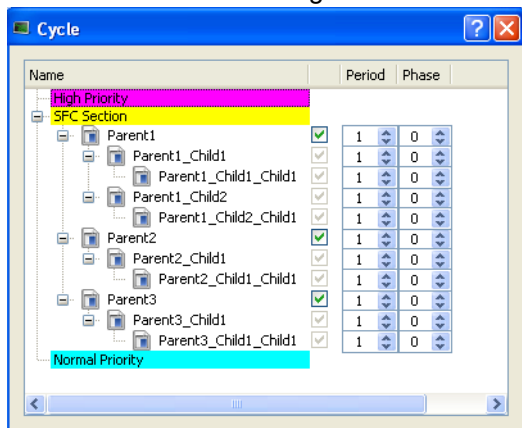 Cycle
Name Period Phase
High Priority
SFC Section
Parent1 1 0
Parent1_Child1 1 0
Parent1_Child1_Child1 1 0
Parent1_Child2 1 0
Parent1_Child2_Child1 1 0
Parent2 1 0
Parent2_Child1 1 0
Parent2_Child1_Child1 1 0
Parent3 1 0
Parent3_Child1 1 0
Parent3_Child1_Child1 1 0
Normal Priority